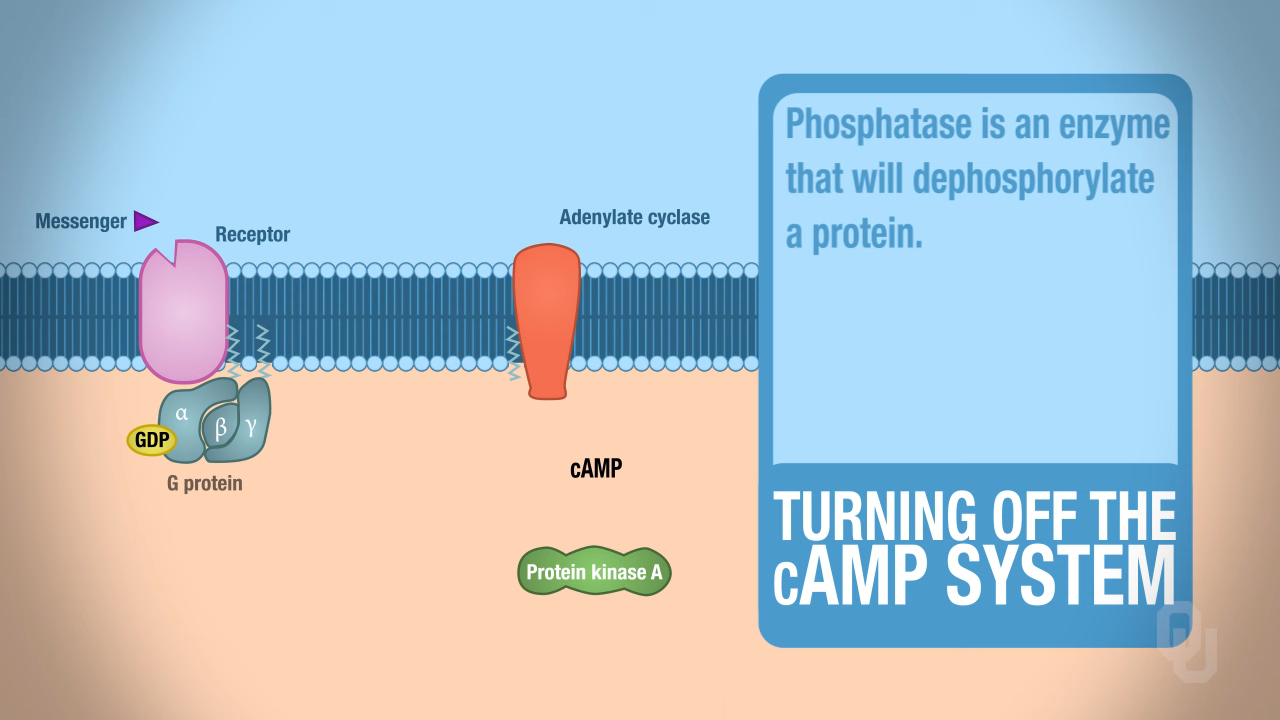 Phosphatase is an enzyme
that will dephosphorylate
a protein.
Messenger
Receptor
Adenylate cyclase
α
β
γ
GDP
G protein
cAMP
Protein kinase A
TURNING OFF THE
cAMP SYSTEM
OU